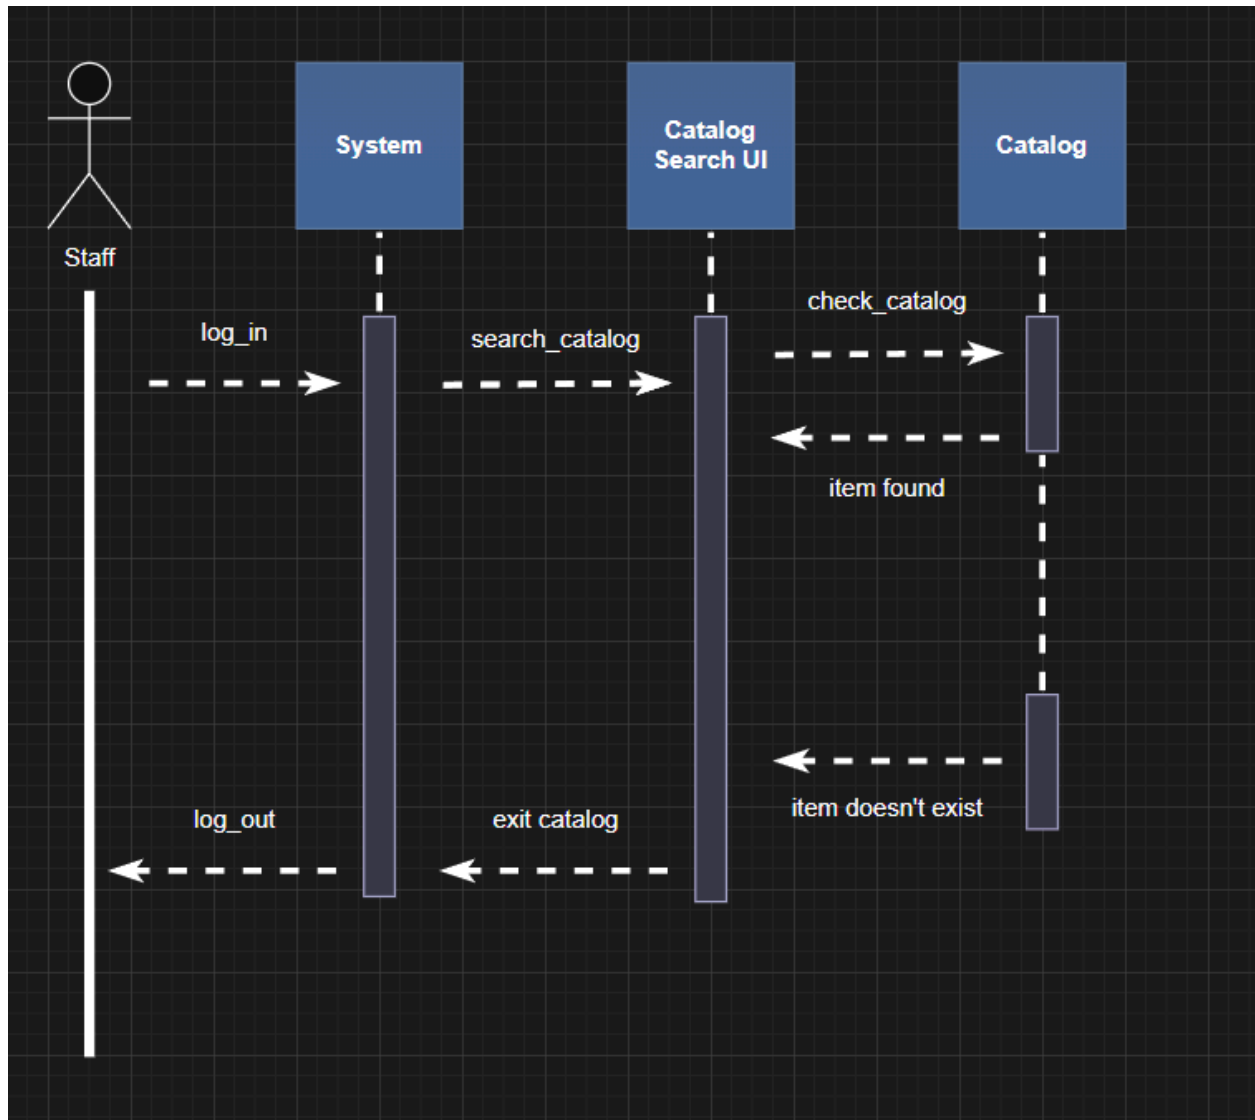 System
Catalog
Search UI
Catalog
Staff
check_catalog
log_in
search_catalog
item found
item doesn't exist
log_out
exit catalog